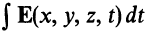 ∫ E(x, y, z, t) dt